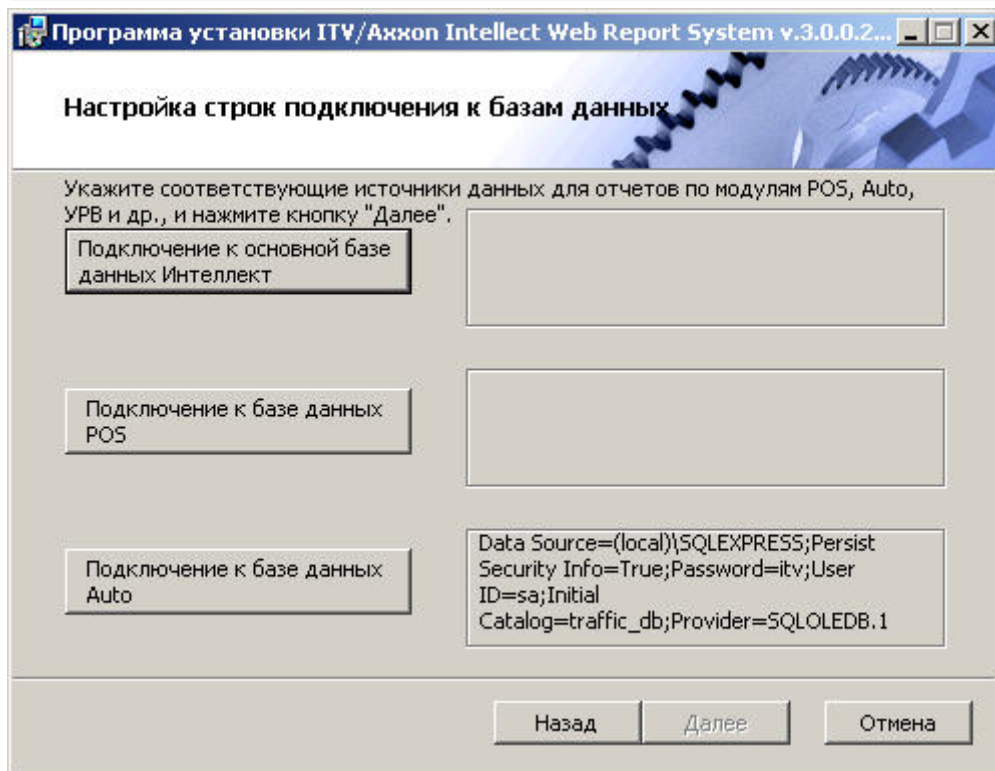 Программа установки ITV/Axxon Intellect Web Report System v.3.0.0.2...
Настройка строк подключения к базам данных
Укажите соответствующие источники данных для отчетов по модулям POS, Auto,
УРВ и др., и нажмите кнопку "Далее".
Подключение к основной базе
данных Интеллект
Подключение к базе данных
POS
Подключение к базе данных
Auto
Data Source=(local)\SQLEXPRESS;Persist
Security Info=True;Password=itv;User
ID=sa;Initial
Catalog=traffic_db;Provider=SQLOLEDB.1
Назад
Далее
Отмена